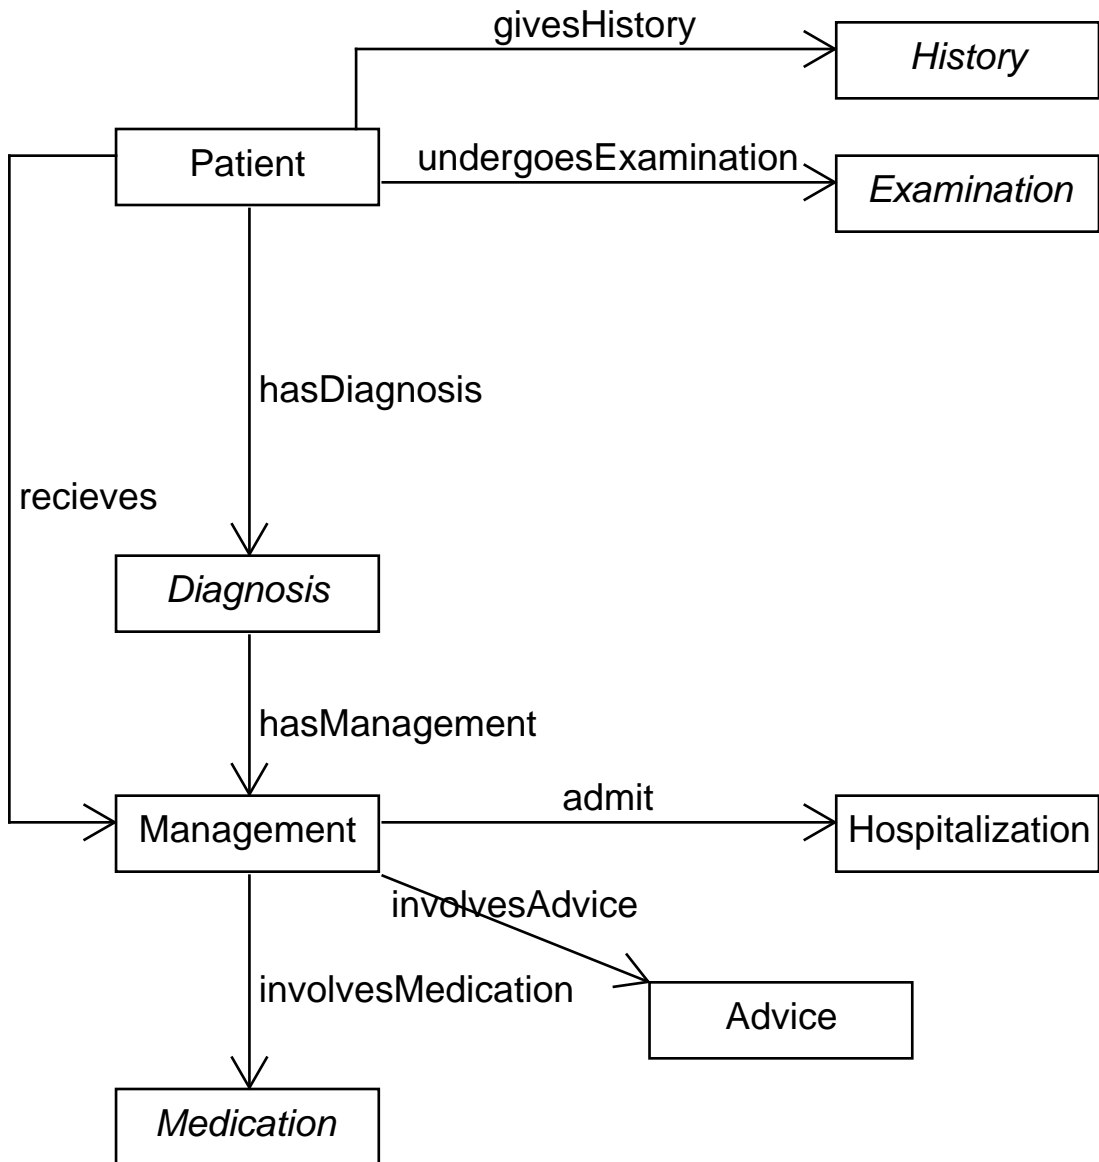 givesHistory
History
Patient
undergoesExamination
Examination
hasDiagnosis
recieves
Diagnosis
hasManagement
admit
Management
Hospitalization
involvesAdvice
involvesMedication
Advice
Medication